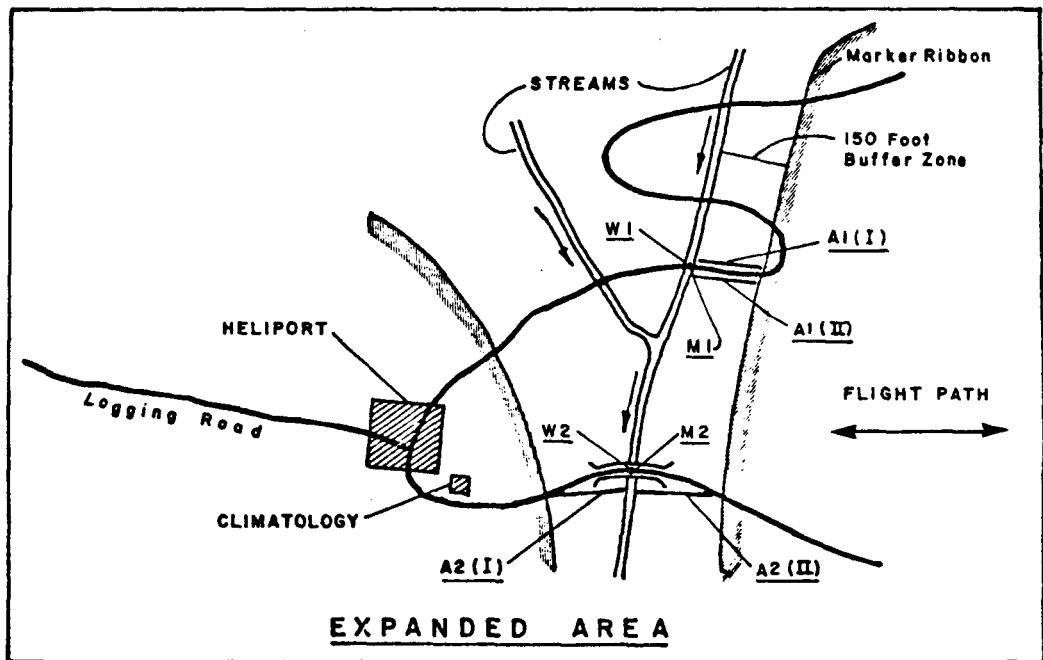 Marker Ribbon
STREAMS
150 Foot
Buffer Zone
W1
A1(I)
HELIPORT
M1
A1(II)
FLIGHT PATH
Logging Road
W2
M2
CLIMATOLOGY
A2(I)
A2(II)
EXPANDED AREA